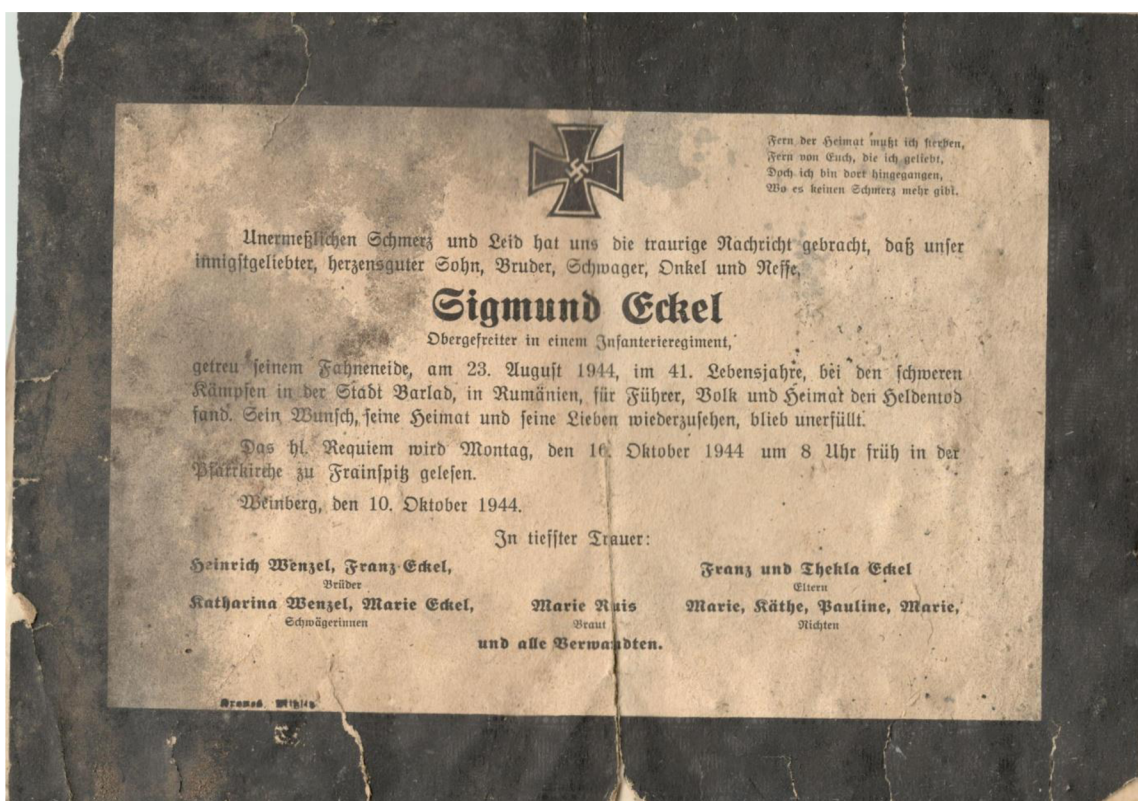 Fern der Heimat mußt ich sterben,
Fern von Euch, die ich geliebt,
Doch ich bin dort hingegangen,
Wo es keinen Schmerz mehr gibt.
Unermeßlichen Schmerz und Leid hat uns die traurige Nachricht gebracht, daß unser
innigstgeliebter, herzensguter Sohn, Bruder, Schwager, Onkel und Neffe,
Sigmund Eckel
Obergefreiter in einem Infanterieregiment,
getreu seinem Fahneneide, am 23. August 1944, im 41. Lebensjahre, bei den schweren
Kämpfen in der Stadt Barlad, in Rumänien, für Führer, Volk und Heimat den Heldentod
fand. Sein Wunsch, seine Heimat und seine Lieben wiederzusehen, blieb unerfüllt.
Das hl. Requiem wird Montag, den 16. Oktober 1944 um 8 Uhr früh in der
Pfarrkirche zu Frainspitz gelesen.
Weinberg, den 10. Oktober 1944.
In tiefster Trauer:
Heinrich Wenzel, Franz Eckel,
Brüder
Franz und Thekla Eckel
Eltern
Katharina Wenzel, Marie Eckel,
Schwägerinnen
Marie Ruis
Braut
Marie, Käthe, Pauline, Marie,
Nichten
und alle Verwandten.